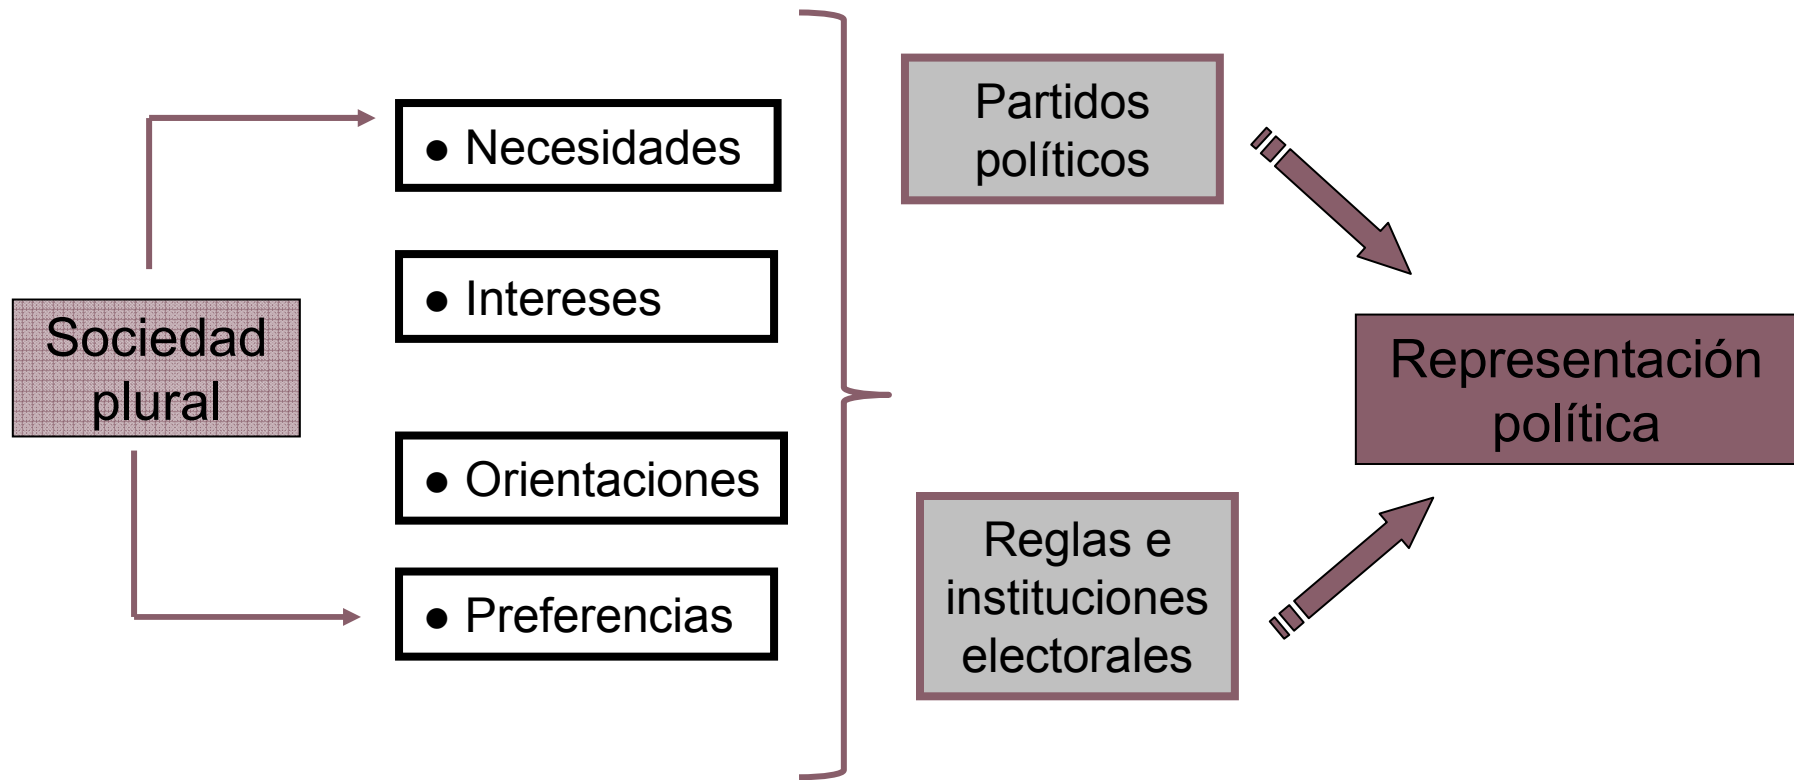 Sociedad
plural
● Necesidades
● Intereses
● Orientaciones
● Preferencias
Partidos
políticos
Reglas e
instituciones
electorales
Representación
política